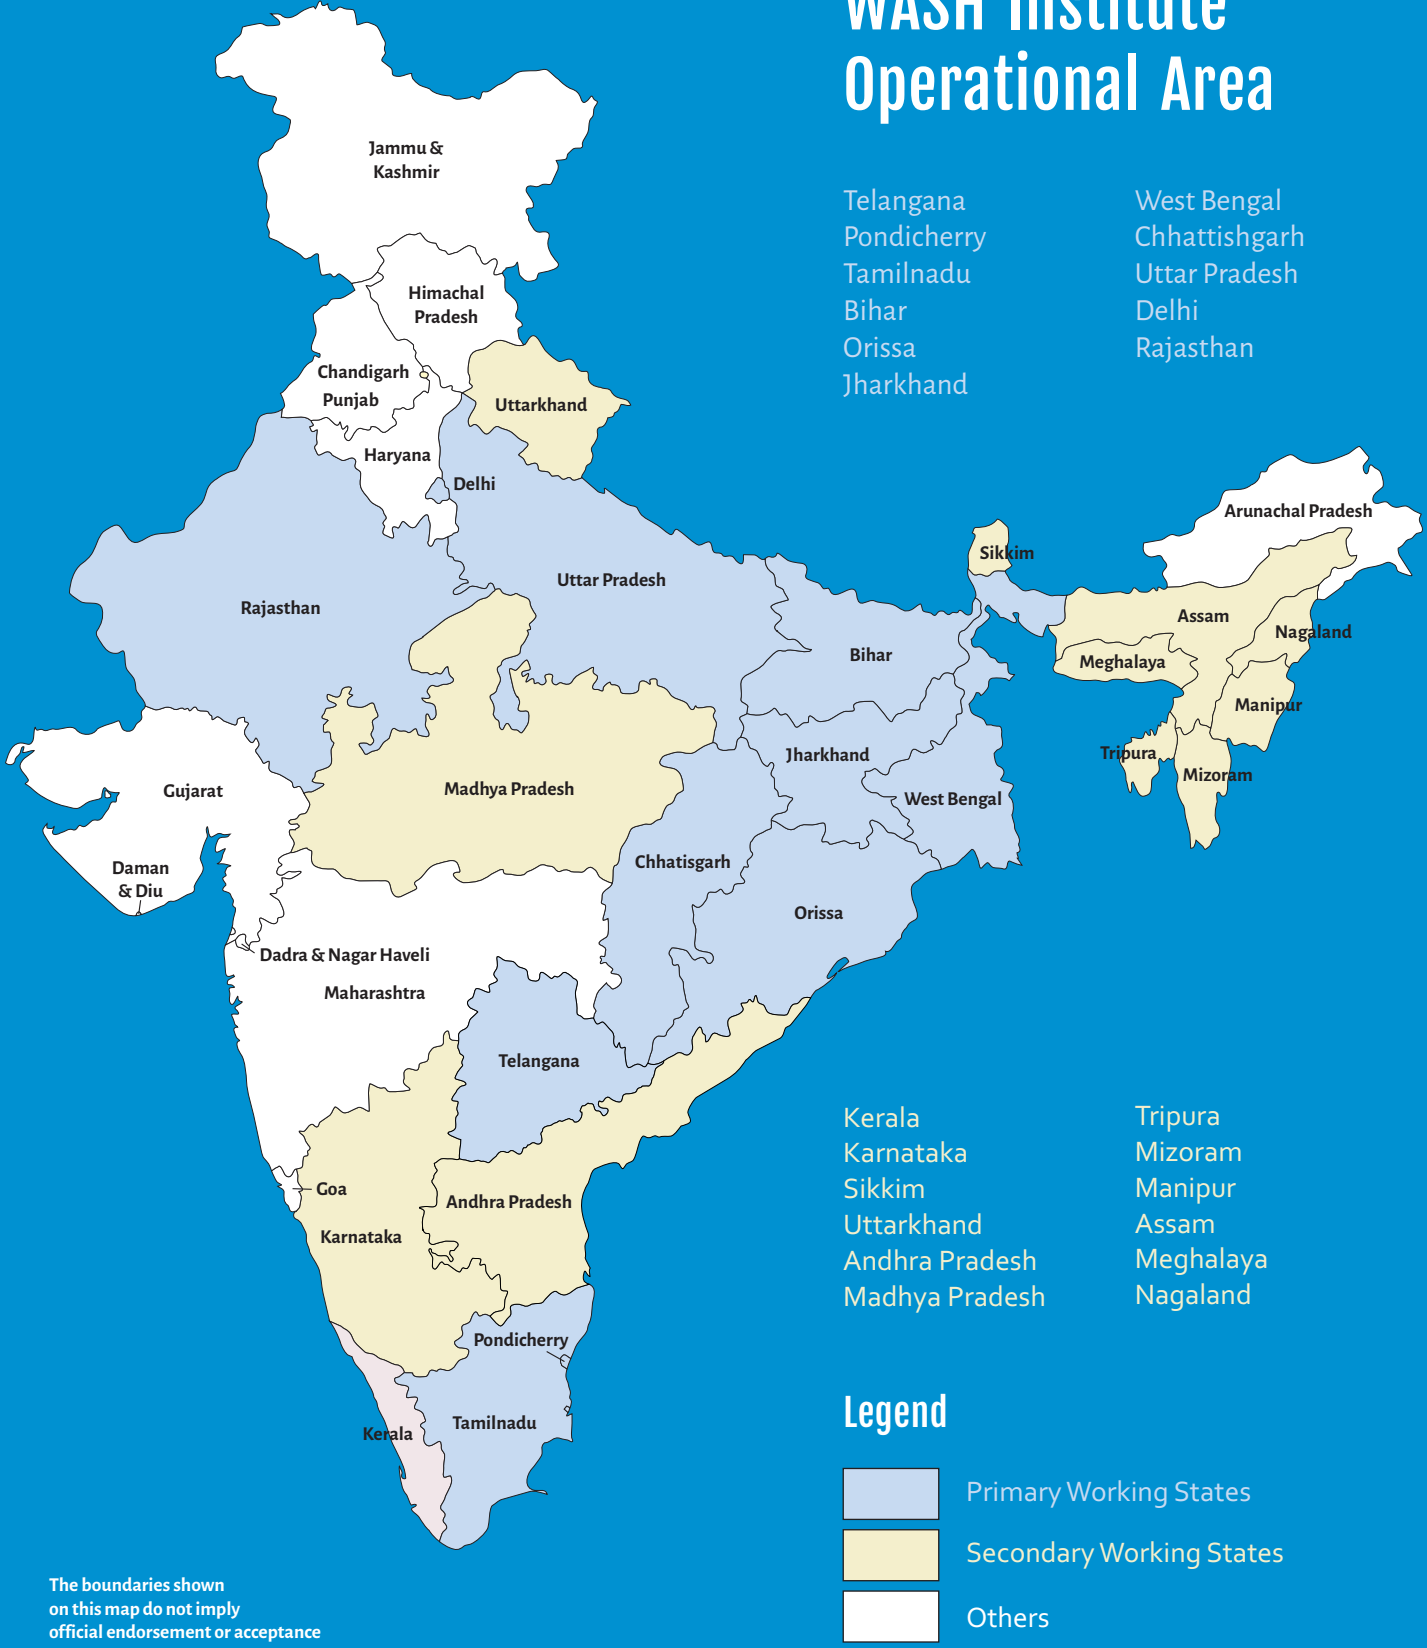 WASH Institute
Operational Area
Telangana
Pondicherry
Tamilnadu
Bihar
Orissa
Jharkhand
West Bengal
Chhattishgarh
Uttar Pradesh
Delhi
Rajasthan
Jammu &
Kashmir
Himachal
Pradesh
Chandigarh
Punjab
Uttarkhand
Haryana
Delhi
Rajasthan
Uttar Pradesh
Bihar
Sikkim
Arunachal Pradesh
Assam
Nagaland
Meghalaya
Manipur
Tripura
Mizoram
Gujarat
Madhya Pradesh
Jharkhand
West Bengal
Daman
& Diu
Chhatisgarh
Orissa
Dadra & Nagar Haveli
Maharashtra
Telangana
Goa
Karnataka
Andhra Pradesh
Pondicherry
Tamilnadu
Kerala
Kerala
Karnataka
Sikkim
Uttarkhand
Andhra Pradesh
Madhya Pradesh
Tripura
Mizoram
Manipur
Assam
Meghalaya
Nagaland
Legend
Primary Working States
Secondary Working States
Others
The boundaries shown
on this map do not imply
official endorsement or acceptance